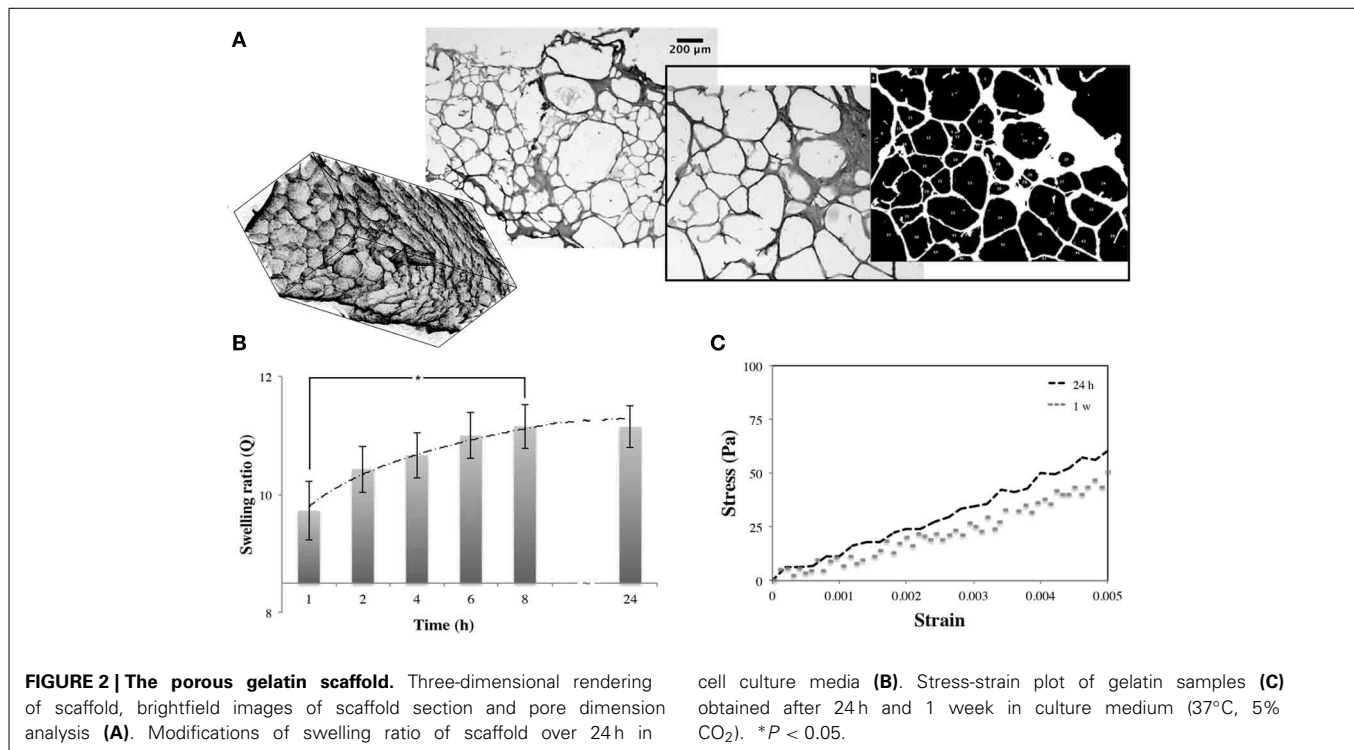 A
200 µm
B
12
10
8
Swelling ratio (Q)
*
1 2 4 6 8 ~ 24
Time (h)
C
100
75
50
25
0
Stress (Pa)
24 h
1 w
0 0.001 0.002 0.003 0.004 0.005
Strain
FIGURE 2 | The porous gelatin scaffold. Three-dimensional rendering
of scaffold, brightfield images of scaffold section and pore dimension
analysis (A). Modifications of swelling ratio of scaffold over 24 h in
cell culture media (B). Stress-strain plot of gelatin samples (C)
obtained after 24 h and 1 week in culture medium (37°C, 5%
CO₂). *P < 0.05.